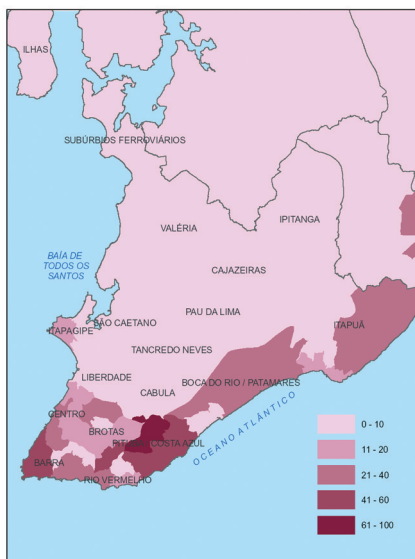 ILHAS
SUBÚRBIOS FERROVIÁRIOS
VALÉRIA
IPITANGA
BAÍA DE
TODOS OS
SANTOS
CAJAZEIRAS
PAU DA LIMA
SÃO CAETANO
ITAPAGIPE
ITAPUÃ
TANCREDO NEVES
LIBERDADE
BOCA DO RIO / PATAMARES
CABULA
CENTRO
OCEANO ATLÂNTICO
BROTAS
PITUBA / COSTA AZUL
BARRA
RIO VERMELHO
0 - 10
11 - 20
21 - 40
41 - 60
61 - 100